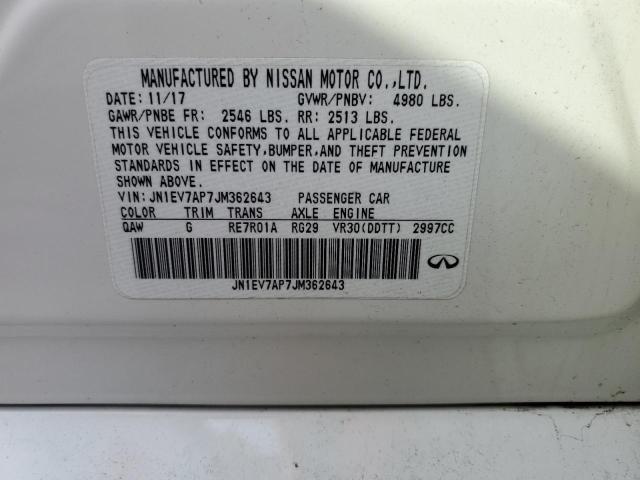 MANUFACTURED BY NISSAN MOTOR CO.,LTD.
DATE: 11/17 GVWR/PNBV: 4980 LBS.
GAWR/PNBE FR: 2546 LBS. RR: 2513 LBS.
THIS VEHICLE CONFORMS TO ALL APPLICABLE FEDERAL
MOTOR VEHICLE SAFETY,BUMPER,AND THEFT PREVENTION
STANDARDS IN EFFECT ON THE DATE OF MANUFACTURE
SHOWN ABOVE.
VIN: JN1EV7AP7JM362643 PASSENGER CAR
COLOR TRIM TRANS AXLE ENGINE
QAW G RE7R01A RG29 VR30(DDTT) 2997CC
JN1EV7AP7JM362643